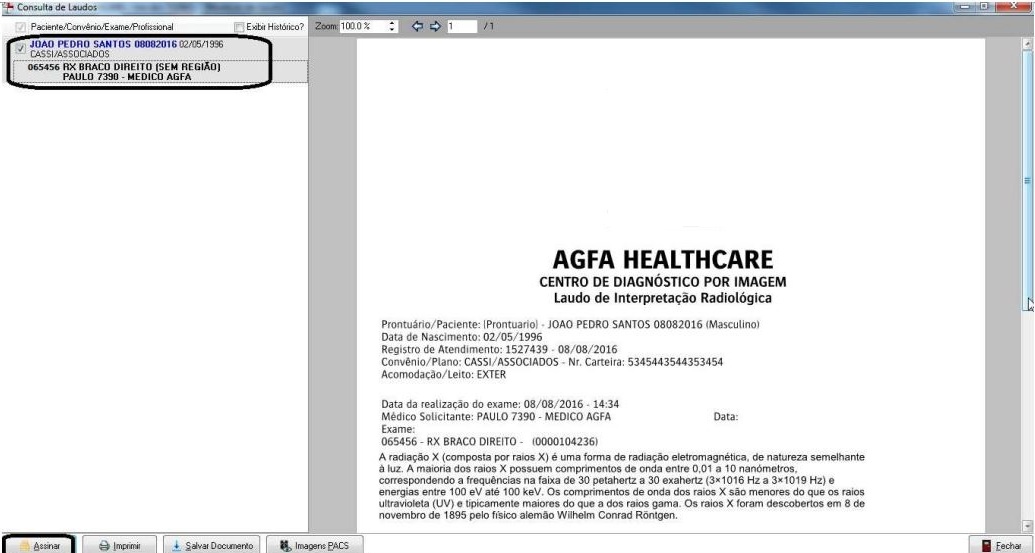 Consulta de Laudos
Paciente/Convênio/Exame/Profissional
Exibir Histórico?
Zoom: 100.0 %
1
/1
JOAO PEDRO SANTOS 08082016 02/05/1996
CASSI/ASSOCIADOS
065456 RX BRACO DIREITO (SEM REGIÃO)
PAULO 7390 - MEDICO AGFA
AGFA HEALTHCARE
CENTRO DE DIAGNÓSTICO POR IMAGEM
Laudo de Interpretação Radiológica
Prontuário/Paciente: [Prontuario] - JOAO PEDRO SANTOS 08082016 (Masculino)
Data de Nascimento: 02/05/1996
Registro de Atendimento: 1527439 - 08/08/2016
Convênio/Plano: CASSI/ASSOCIADOS - Nr. Carteira: 5345443544353454
Acomodação/Leito: EXTER
Data da realização do exame: 08/08/2016 - 14:34
Médico Solicitante: PAULO 7390 - MEDICO AGFA Data:
Exame:
065456 - RX BRACO DIREITO - (0000104236)
A radiação X (composta por raios X) é uma forma de radiação eletromagnética, de natureza semelhante
à luz. A maioria dos raios X possuem comprimentos de onda entre 0,01 a 10 nanómetros,
correspondendo a frequências na faixa de 30 petahertz a 30 exahertz (3×1016 Hz a 3×1019 Hz) e
energias entre 100 eV até 100 keV. Os comprimentos de onda dos raios X são menores do que os raios
ultravioleta (UV) e tipicamente maiores do que a dos raios gama. Os raios X foram descobertos em 8 de
novembro de 1895 pelo físico alemão Wilhelm Conrad Röntgen.
Assinar
Imprimir
Salvar Documento
Imagens PACS
Fechar